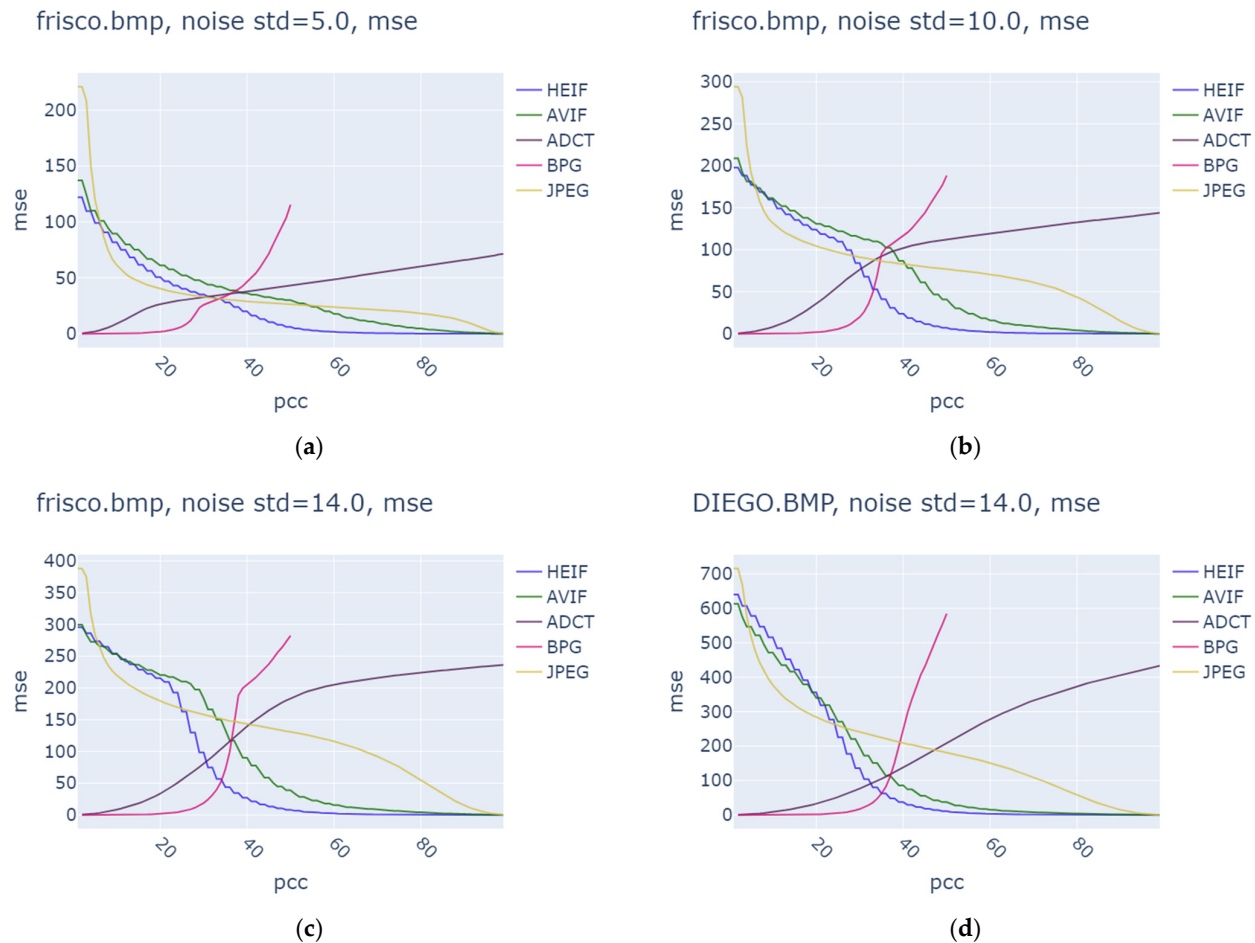 frisco.bmp, noise std=5.0, mse
200
150
100
50
0
mse
20
40
60
80
pcc
HEIF
AVIF
ADCT
BPG
JPEG
(a)
frisco.bmp, noise std=10.0, mse
300
250
200
150
100
50
0
mse
20
40
60
80
pcc
HEIF
AVIF
ADCT
BPG
JPEG
(b)
frisco.bmp, noise std=14.0, mse
400
350
300
250
200
150
100
50
0
mse
20
40
60
80
pcc
HEIF
AVIF
ADCT
BPG
JPEG
(c)
DIEGO.BMP, noise std=14.0, mse
700
600
500
400
300
200
100
0
mse
20
40
60
80
pcc
HEIF
AVIF
ADCT
BPG
JPEG
(d)